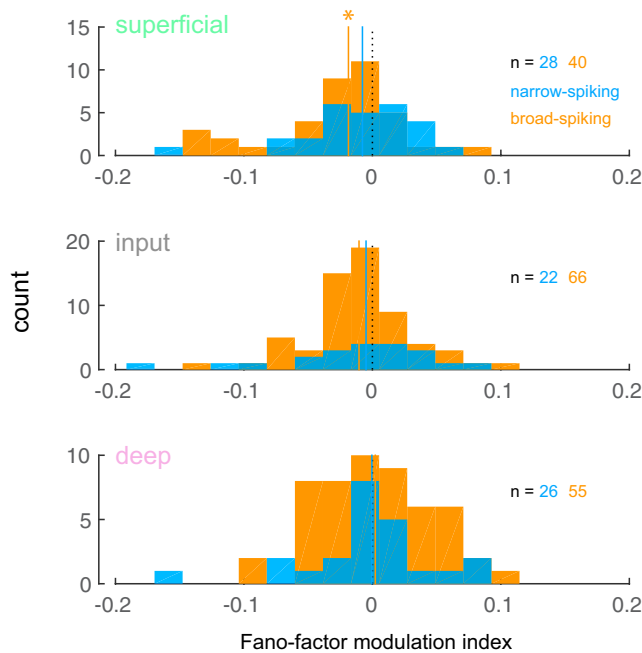 superficial
*
15
10
5
0
n = 28 40
narrow-spiking
broad-spiking
-0.2 -0.1 0 0.1 0.2
input
20
10
0
n = 22 66
-0.2 -0.1 0 0.1 0.2
count
deep
10
5
0
n = 26 55
-0.2 -0.1 0 0.1 0.2
Fano-factor modulation index